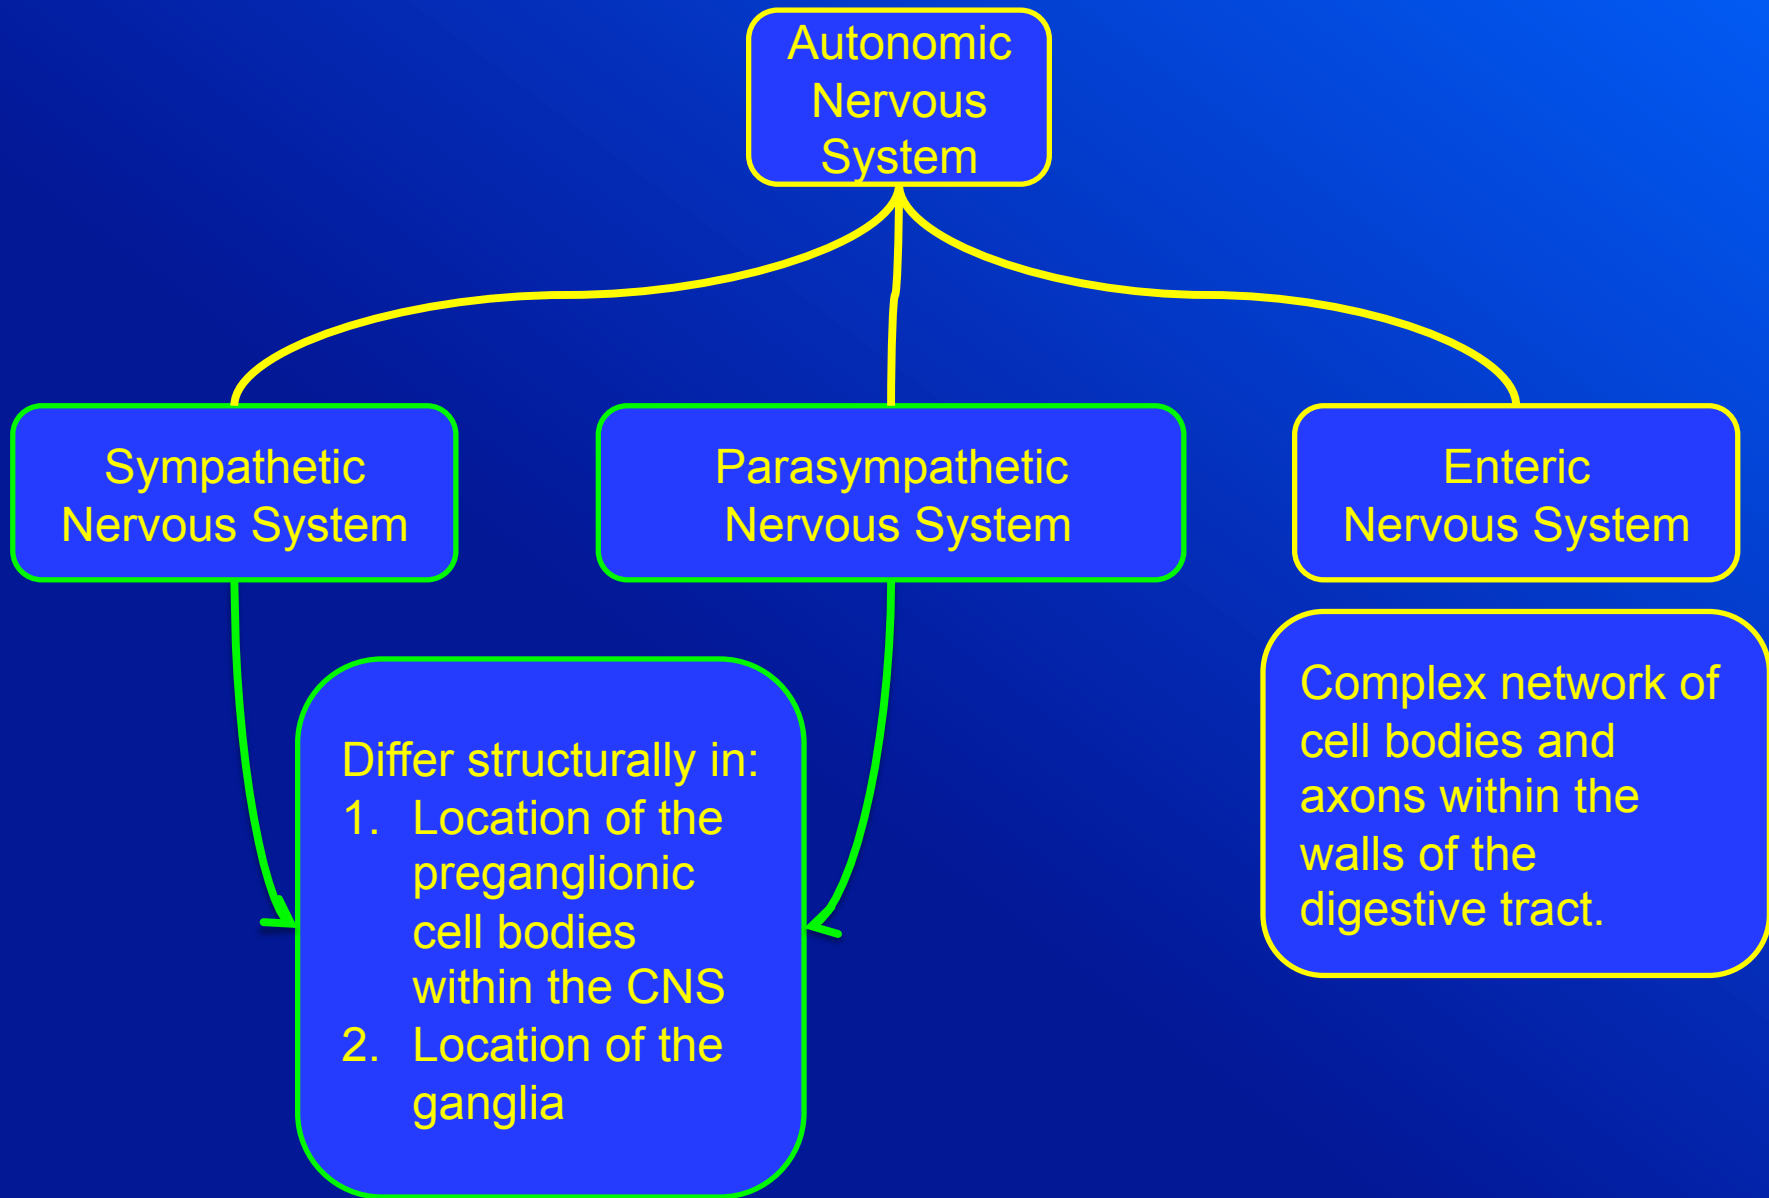 Autonomic
Nervous
System
Sympathetic
Nervous System
Parasympathetic
Nervous System
Enteric
Nervous System
Differ structurally in:
1. Location of the
preganglionic
cell bodies
within the CNS
2. Location of the
ganglia
Complex network of
cell bodies and
axons within the
walls of the
digestive tract.